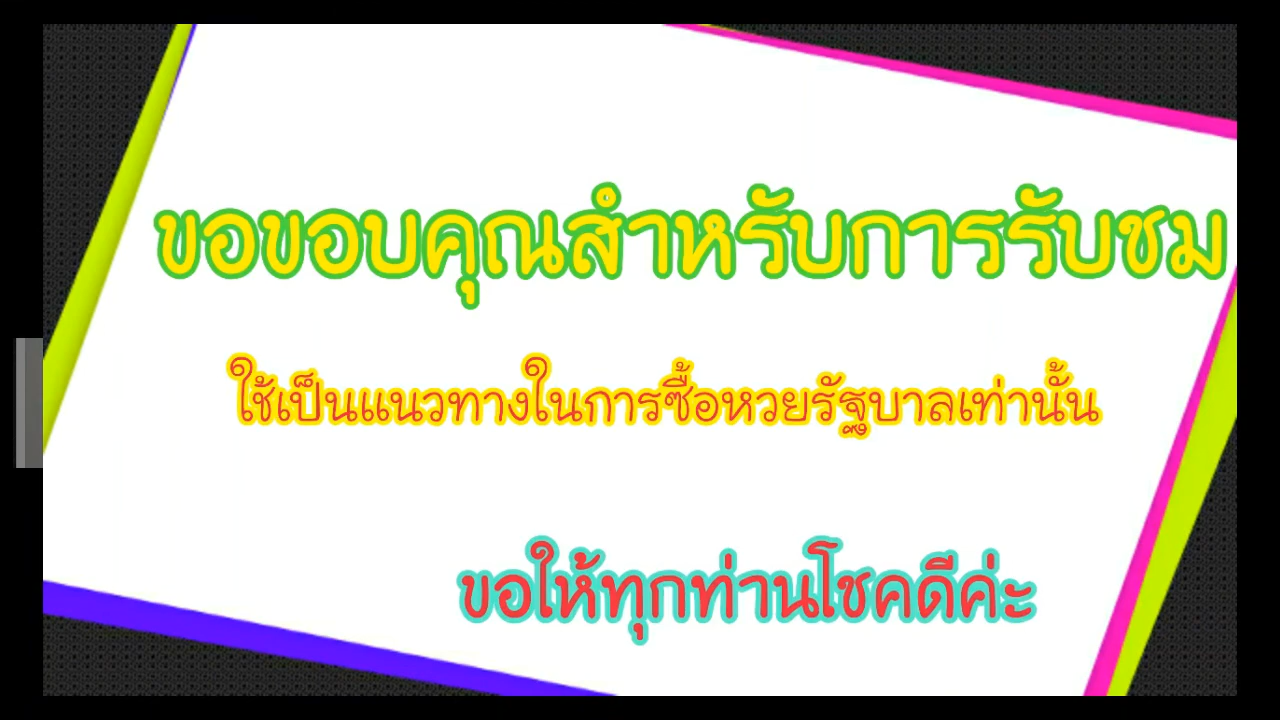 ขอขอบคุณสำหรับการรับชม
ใช้เป็นแนวทางในการซื้อหวยรัฐบาลเท่านั้น
ขอให้ทุกท่านโชคดีค่ะ